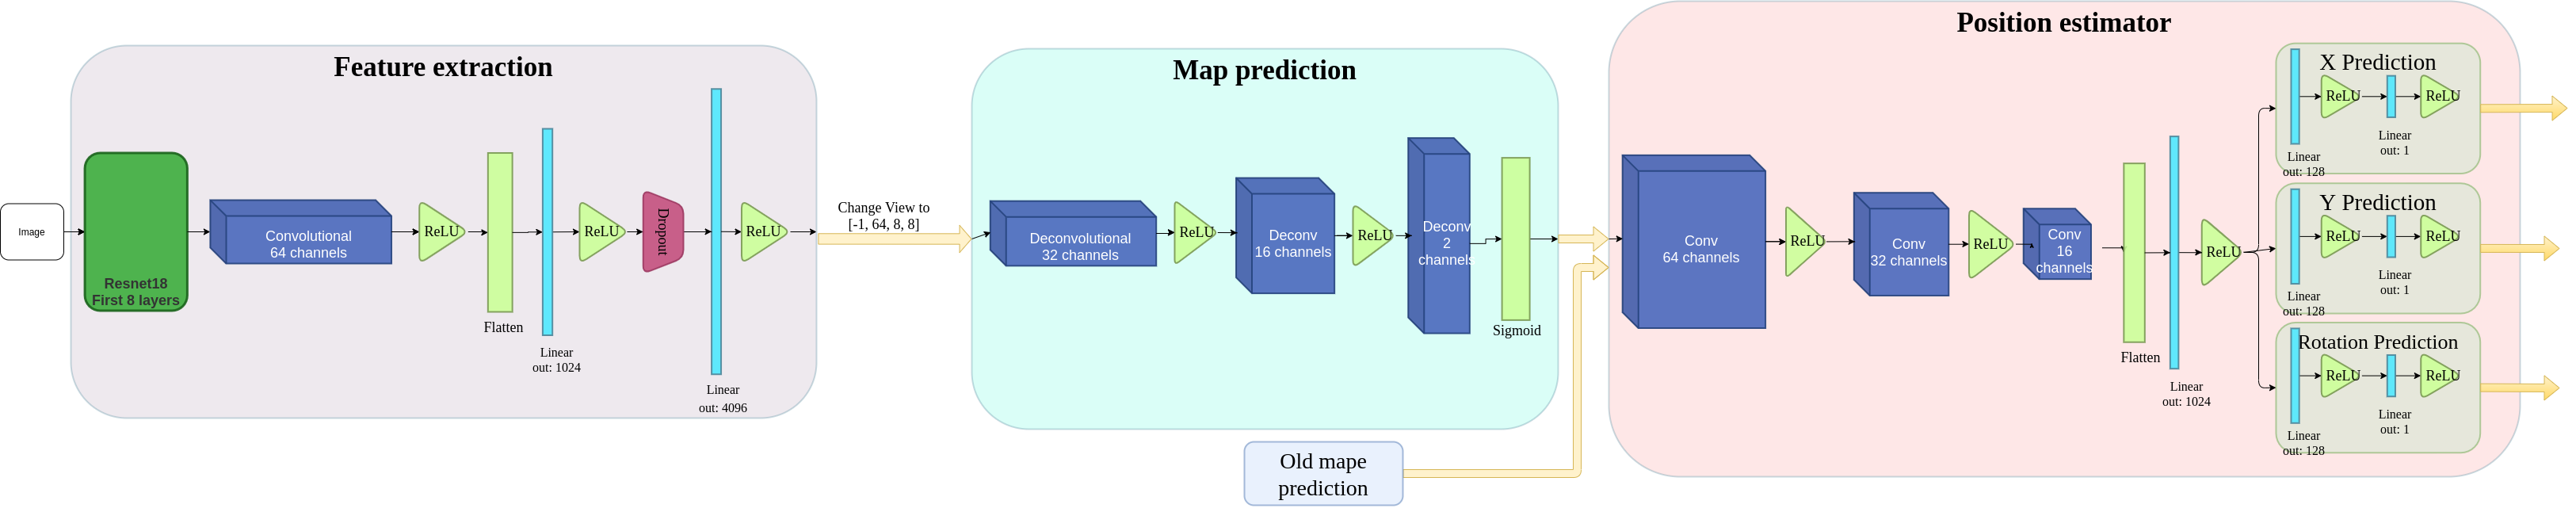 Feature extraction
Image
Resnet18
First 8 layers
Convolutional
64 channels
ReLU
Flatten
Linear
out: 1024
ReLU
Dropout
Linear
out: 4096
ReLU
Change View to
[-1, 64, 8, 8]
Map prediction
Deconvolutional
32 channels
ReLU
Deconv
16 channels
ReLU
Deconv
2
channels
Sigmoid
Old mape
prediction
Position estimator
Conv
64 channels
ReLU
Conv
32 channels
ReLU
Conv
16
channels
Flatten
Linear
out: 1024
ReLU
X Prediction
ReLU
ReLU
Linear
out: 1
Linear
out: 128
Y Prediction
ReLU
ReLU
Linear
out: 1
Linear
out: 128
Rotation Prediction
ReLU
ReLU
Linear
out: 1
Linear
out: 128